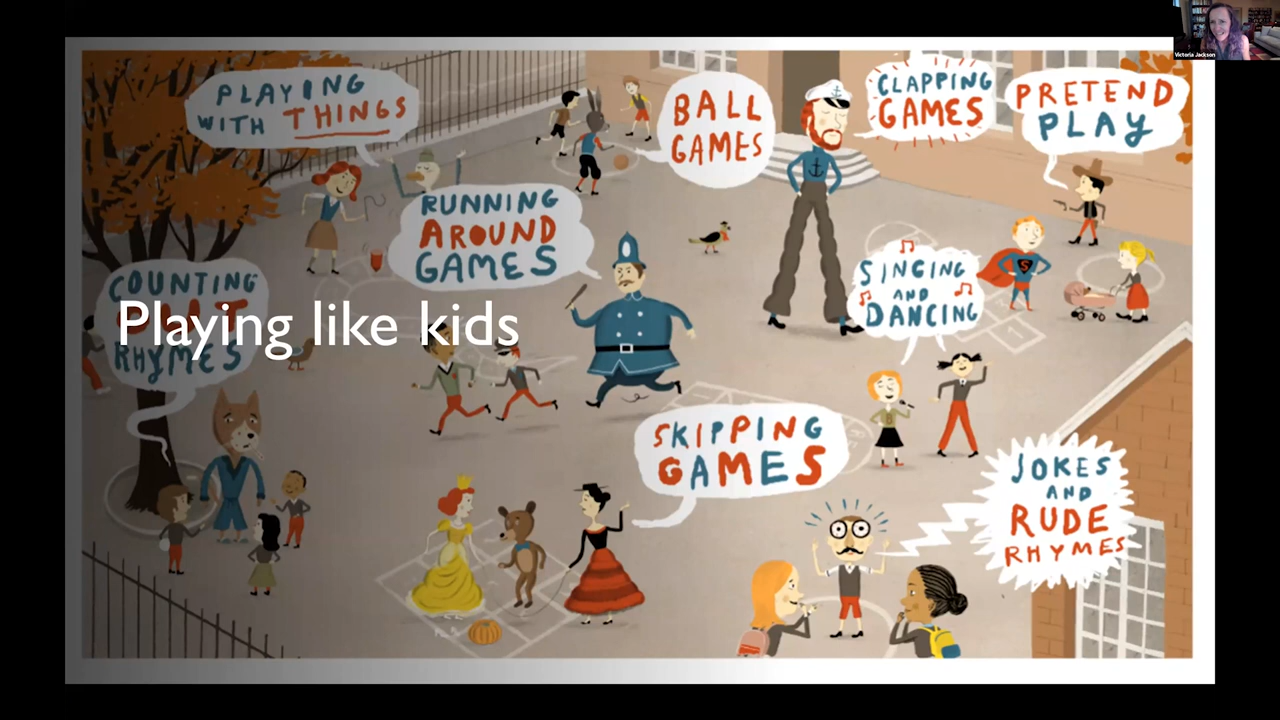 Victoria Jackson
PLAYING
WITH THINGS
BALL
GAMES
CLAPPING
GAMES
PRETEND
PLAY
RUNNING
AROUND
GAMES
SINGING
AND
DANCING
COUNTING
RHYMES
Playing like kids
S
1
SKIPPING
GAMES
JOKES
AND
RUDE
RHYMES